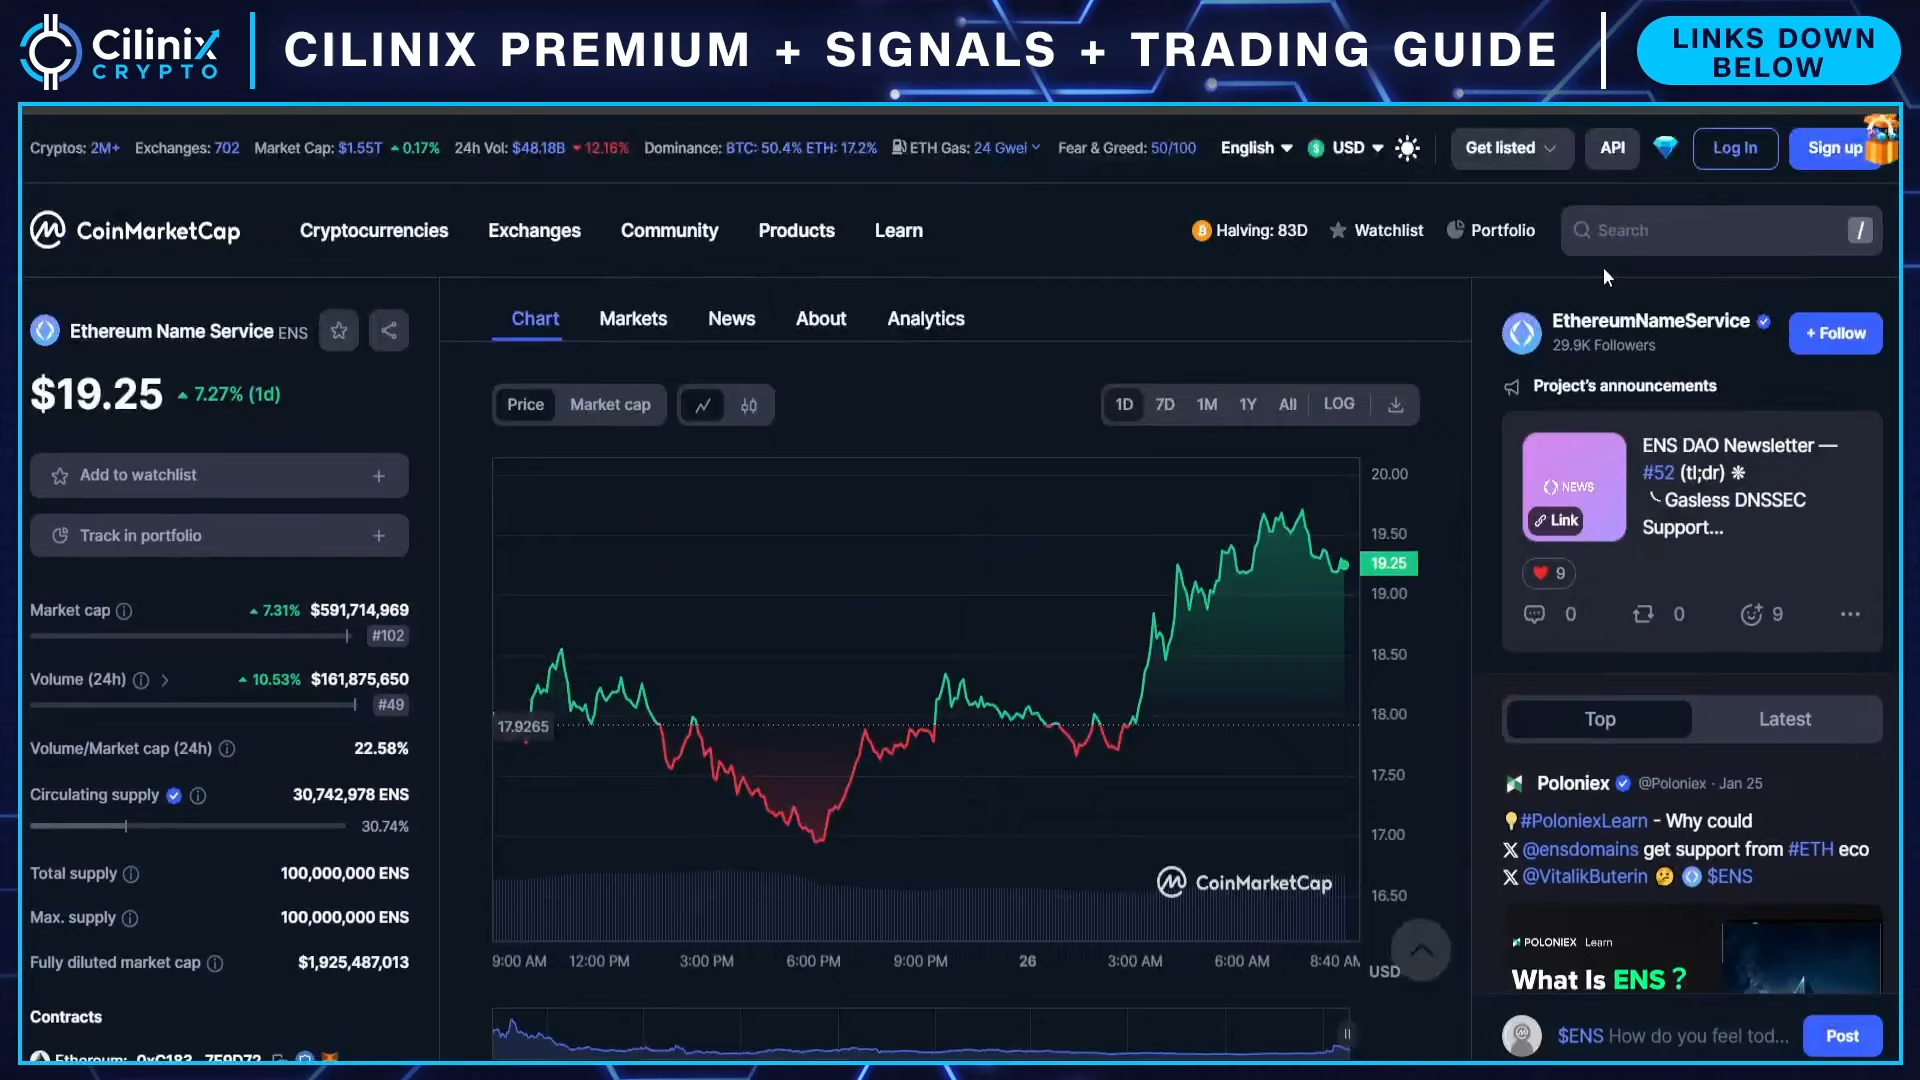 Cilinix
CRYPTO
CILINIX PREMIUM + SIGNALS + TRADING GUIDE
LINKS DOWN
BELOW
Cryptos: 2M+ Exchanges: 702 Market Cap: $1.55T 0.17% 24h Vol: $48.18B 12.16% Dominance: BTC: 50.4% ETH: 17.2% ETH Gas: 24 Gwei Fear & Greed: 50/100 English USD Get listed API Log In Sign up
CoinMarketCap Cryptocurrencies Exchanges Community Products Learn Halving: 83D Watchlist Portfolio Search /
Ethereum Name Service ENS
$19.25 7.27% (1d)
Add to watchlist +
Track in portfolio +
Market cap 7.31% $591,714,969
#102
Volume (24h) 10.53% $161,875,650
#49
Volume/Market cap (24h) 22.58%
Circulating supply 30,742,978 ENS
30.74%
Total supply 100,000,000 ENS
Max. supply 100,000,000 ENS
Fully diluted market cap $1,925,487,013
Contracts
Ethereum: 0xC183...7F9D72
Chart Markets News About Analytics
Price Market cap 1D 7D 1M 1Y All LOG
20.00
19.50
19.25
19.00
18.50
18.00
17.9265
17.50
17.00
16.50
CoinMarketCap
9:00 AM 12:00 PM 3:00 PM 6:00 PM 9:00 PM 26 3:00 AM 6:00 AM 8:40 AM
USD
EthereumNameService
29.9K Followers
+ Follow
Project's announcements
NEWS
Link
ENS DAO Newsletter —
#52 (tl;dr) ❋
Gasless DNSSEC
Support...
9
0 0 9
Top Latest
Poloniex @Poloniex · Jan 25
#PoloniexLearn - Why could
@ensdomains get support from #ETH eco
@VitalikButerin 🤔 $ENS
POLONIEX Learn
What Is ENS ?
$ENS How do you feel tod...
Post